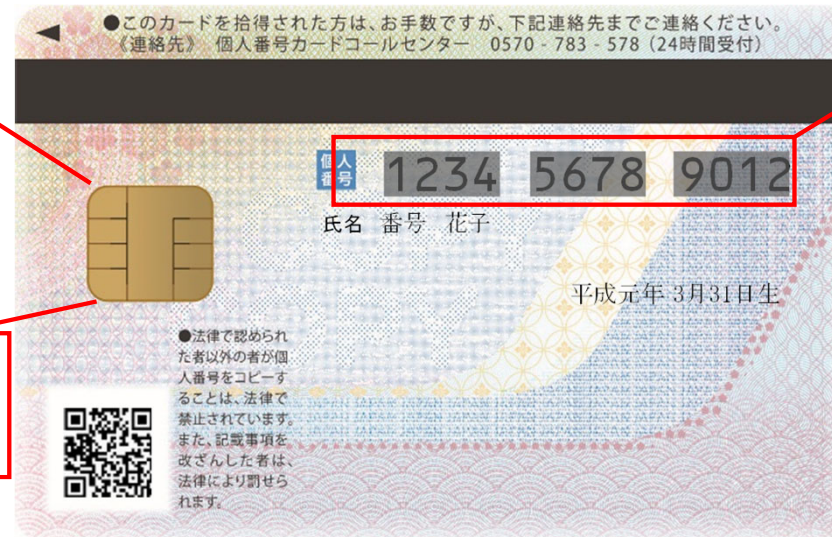 ●このカードを拾得された方は、お手数ですが、下記連絡先までご連絡ください。
《連絡先》 個人番号カードコールセンター 0570 - 783 - 578（24時間受付）
個人番号 1234 5678 9012
氏名 番号 花子
平成元年 3月31日生
●法律で認められ
た者以外の者が個
人番号をコピーす
ることは、法律で
禁止されています。
また、記載事項を
改ざんした者は、
法律により罰せら
れます。